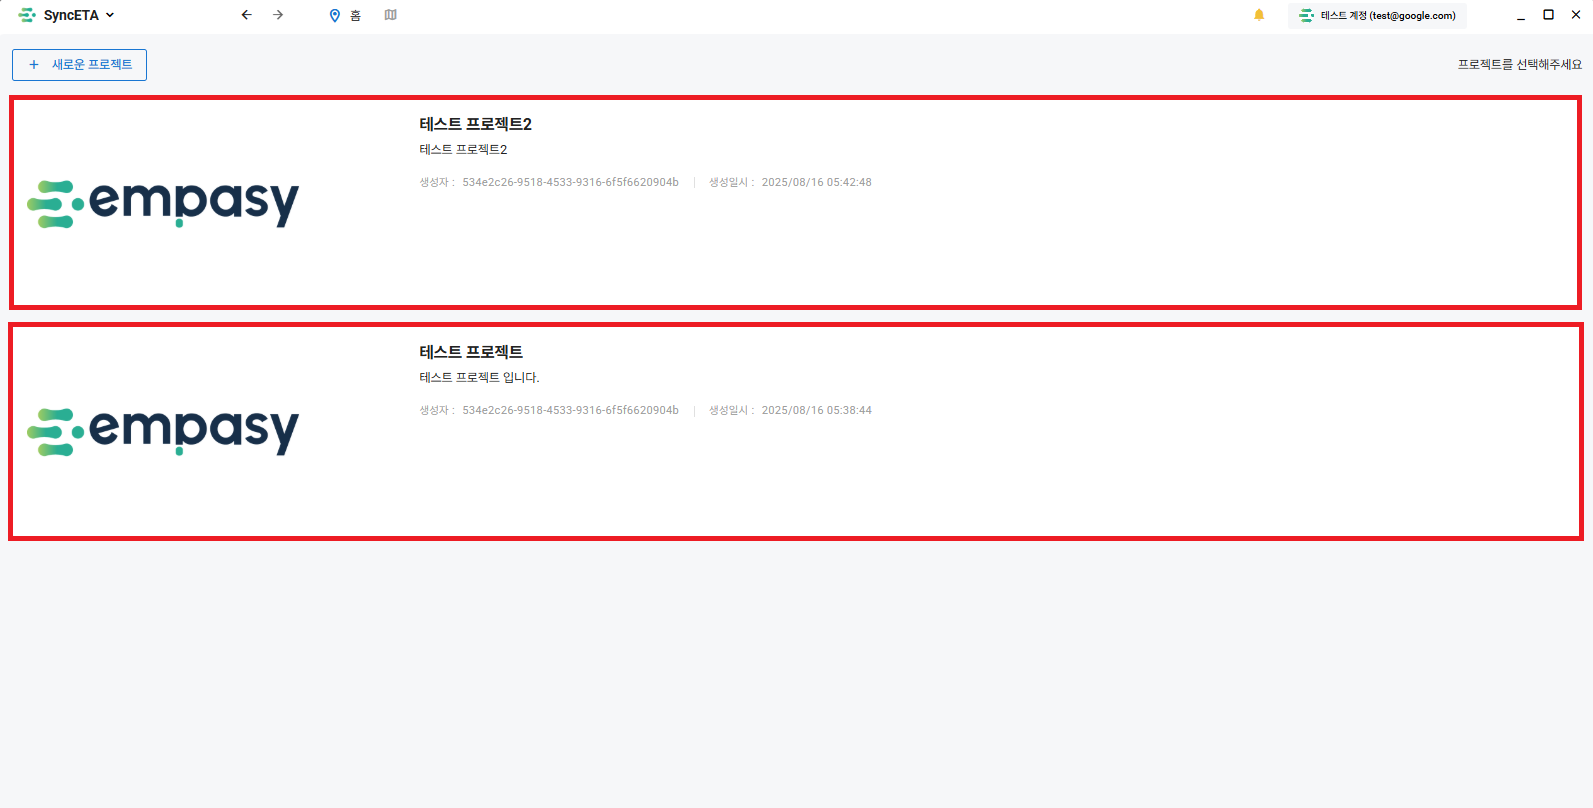 SyncETA
홈
테스트 계정 (test@google.com)
+ 새로운 프로젝트
프로젝트를 선택해주세요
empasy
테스트 프로젝트2
테스트 프로젝트2
생성자 : 534e2c26-9518-4533-9316-6f5f6620904b | 생성일시 : 2025/08/16 05:42:48
empasy
테스트 프로젝트
테스트 프로젝트 입니다.
생성자 : 534e2c26-9518-4533-9316-6f5f6620904b | 생성일시 : 2025/08/16 05:38:44